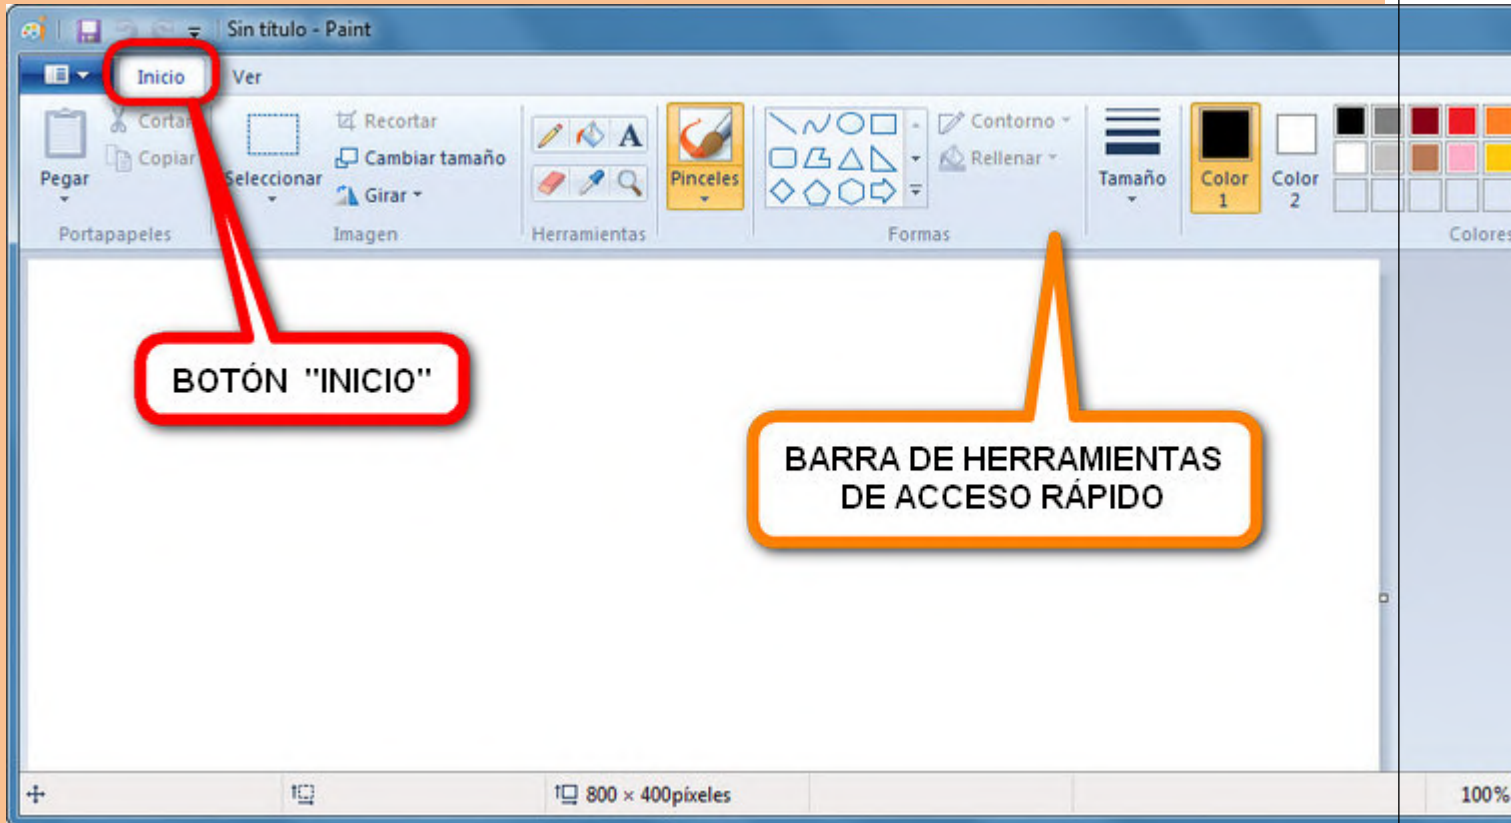 Sin título - Paint
Inicio Ver
Cortar Recortar Contorno
Copiar Cambiar tamaño Rellenar
Pegar Seleccionar Girar A Pinceles Tamaño Color 1 Color 2
Portapapeles Imagen Herramientas Formas Colores
BOTÓN "INICIO"
BARRA DE HERRAMIENTAS
DE ACCESO RÁPIDO
800 × 400píxeles 100%